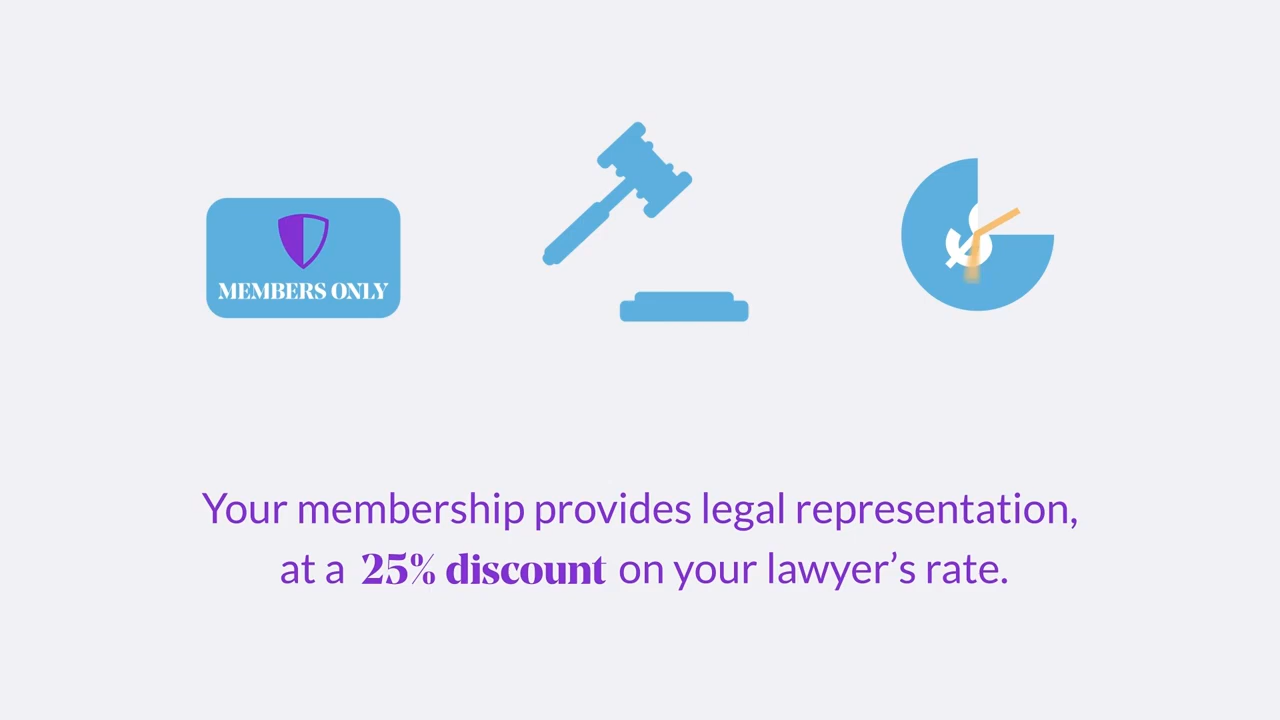 MEMBERS ONLY
$
Your membership provides legal representation,
at a 25% discount on your lawyer’s rate.